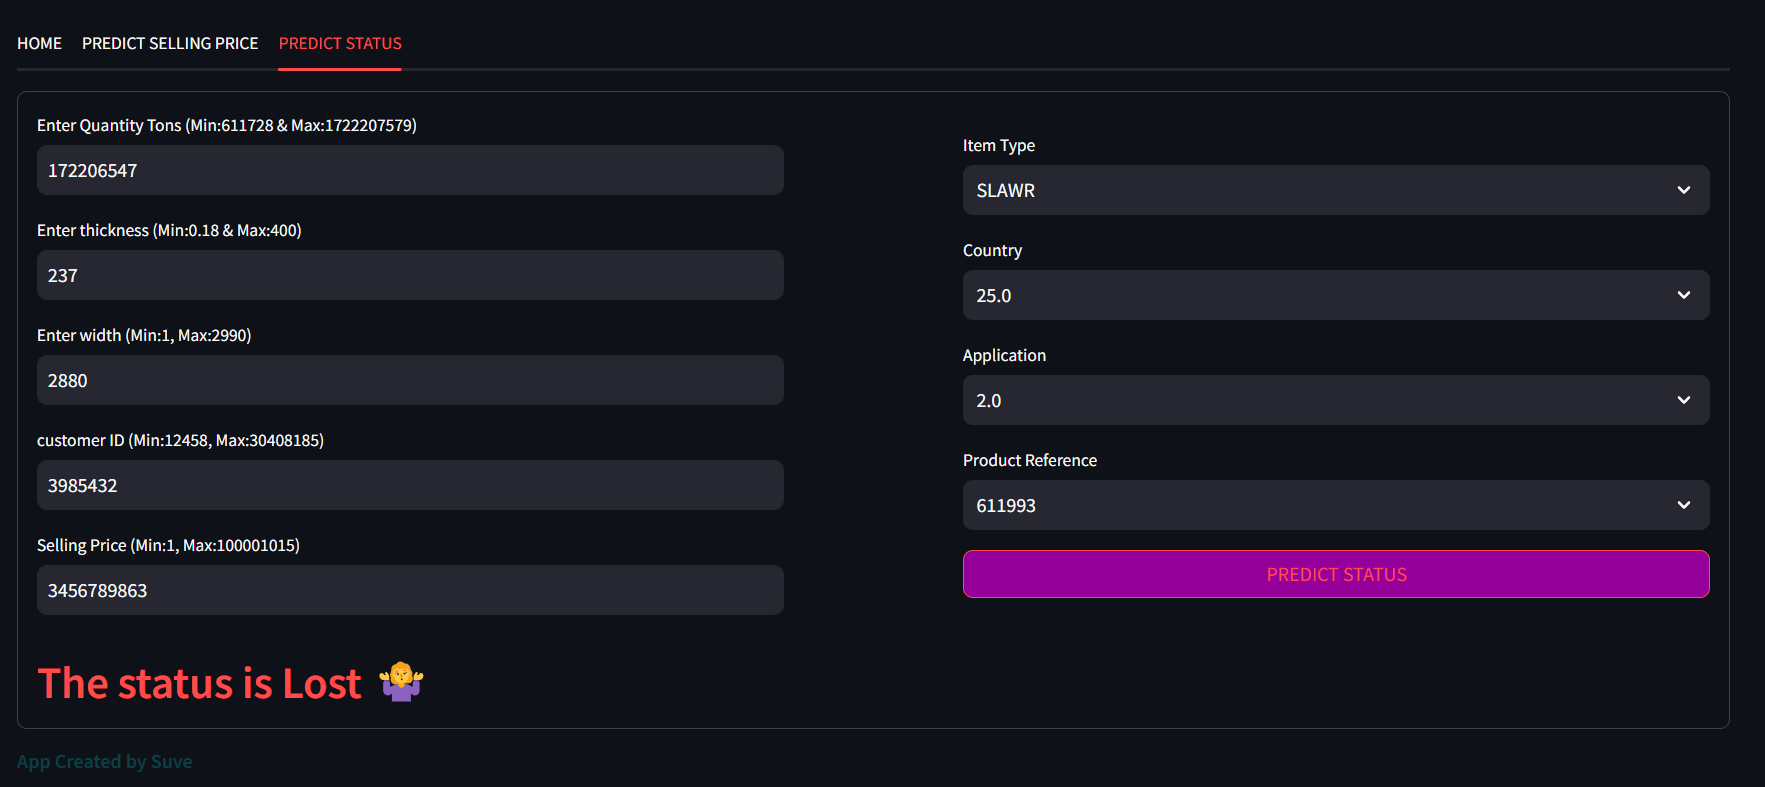 HOME PREDICT SELLING PRICE PREDICT STATUS
Enter Quantity Tons (Min:611728 & Max:1722207579)
172206547
Enter thickness (Min:0.18 & Max:400)
237
Enter width (Min:1, Max:2990)
2880
customer ID (Min:12458, Max:30408185)
3985432
Selling Price (Min:1, Max:100001015)
3456789863
Item Type
SLAWR
Country
25.0
Application
2.0
Product Reference
611993
PREDICT STATUS
The status is Lost
App Created by Suve